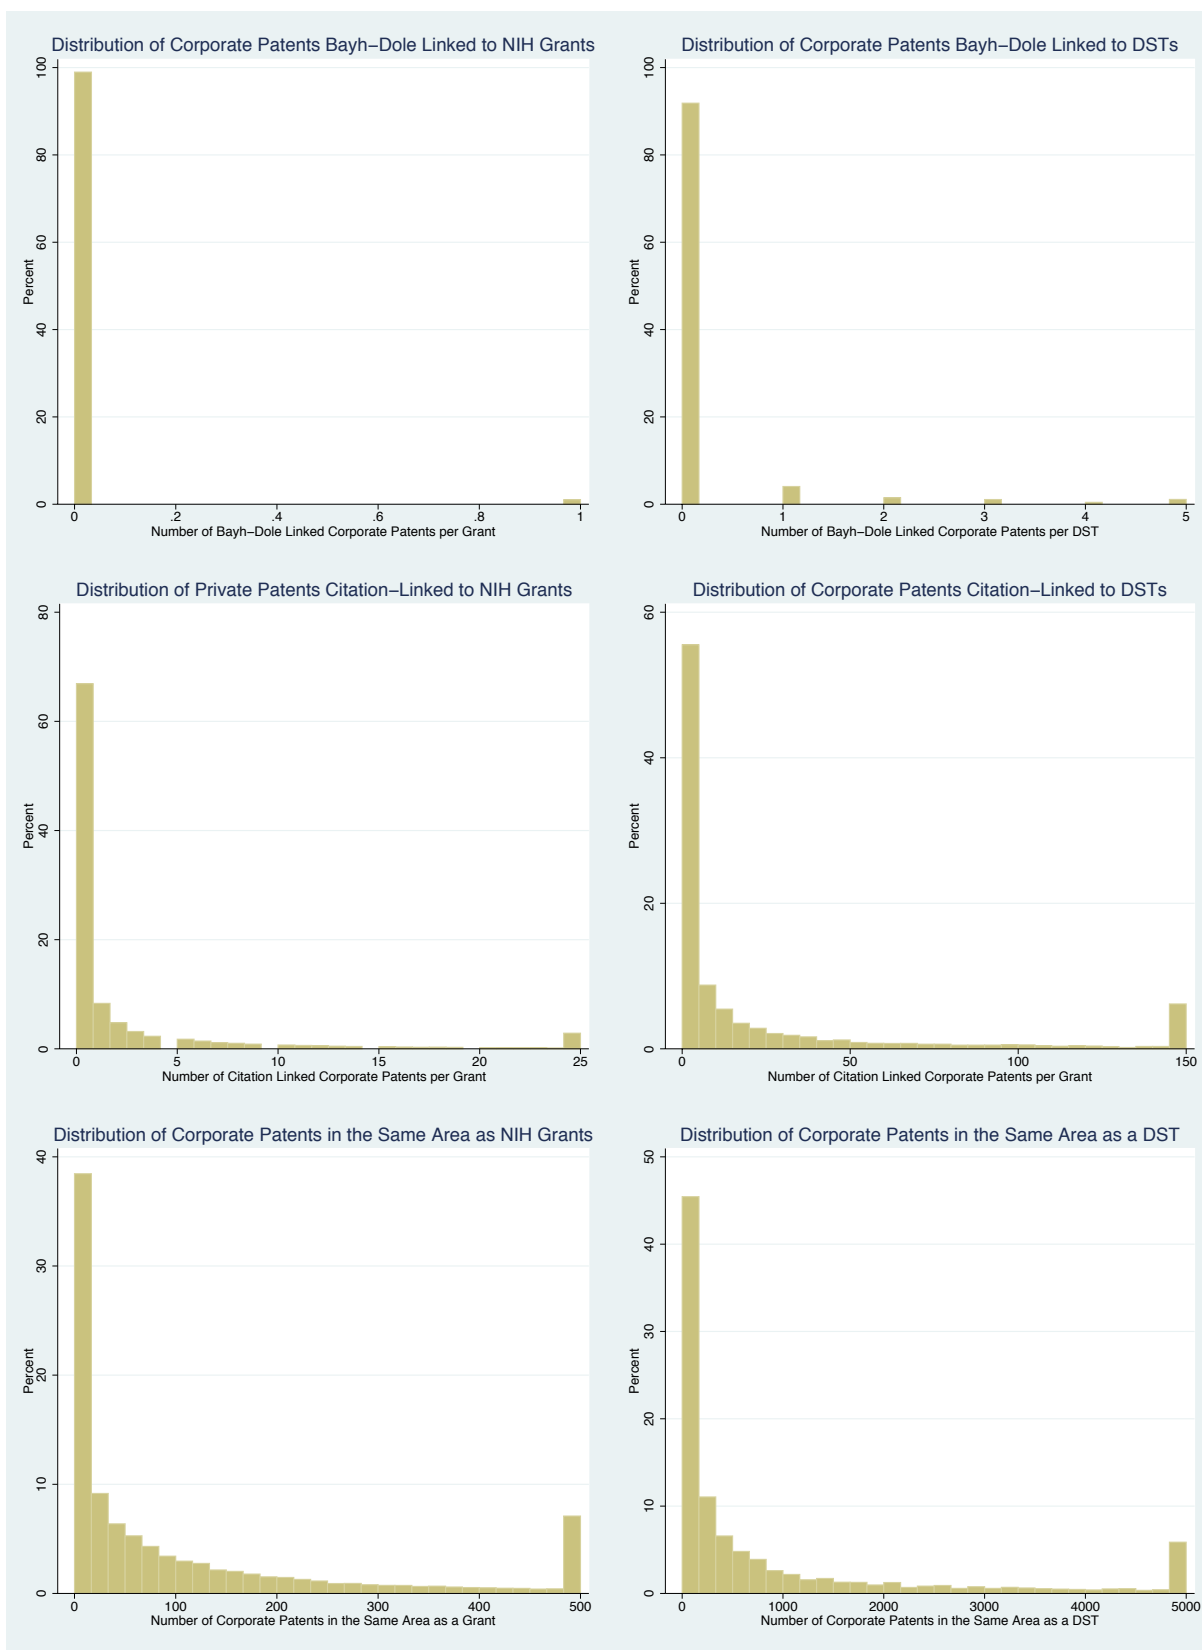 Distribution of Corporate Patents Bayh−Dole Linked to NIH Grants
100
80
60
40
20
0
Percent
0 .2 .4 .6 .8 1
Number of Bayh−Dole Linked Corporate Patents per Grant
Distribution of Corporate Patents Bayh−Dole Linked to DSTs
100
80
60
40
20
0
Percent
0 1 2 3 4 5
Number of Bayh−Dole Linked Corporate Patents per DST
Distribution of Private Patents Citation−Linked to NIH Grants
80
60
40
20
0
Percent
0 5 10 15 20 25
Number of Citation Linked Corporate Patents per Grant
Distribution of Corporate Patents Citation−Linked to DSTs
60
40
20
0
Percent
0 50 100 150
Number of Citation Linked Corporate Patents per Grant
Distribution of Corporate Patents in the Same Area as NIH Grants
40
30
20
10
0
Percent
0 100 200 300 400 500
Number of Corporate Patents in the Same Area as a Grant
Distribution of Corporate Patents in the Same Area as a DST
50
40
30
20
10
0
Percent
0 1000 2000 3000 4000 5000
Number of Corporate Patents in the Same Area as a DST